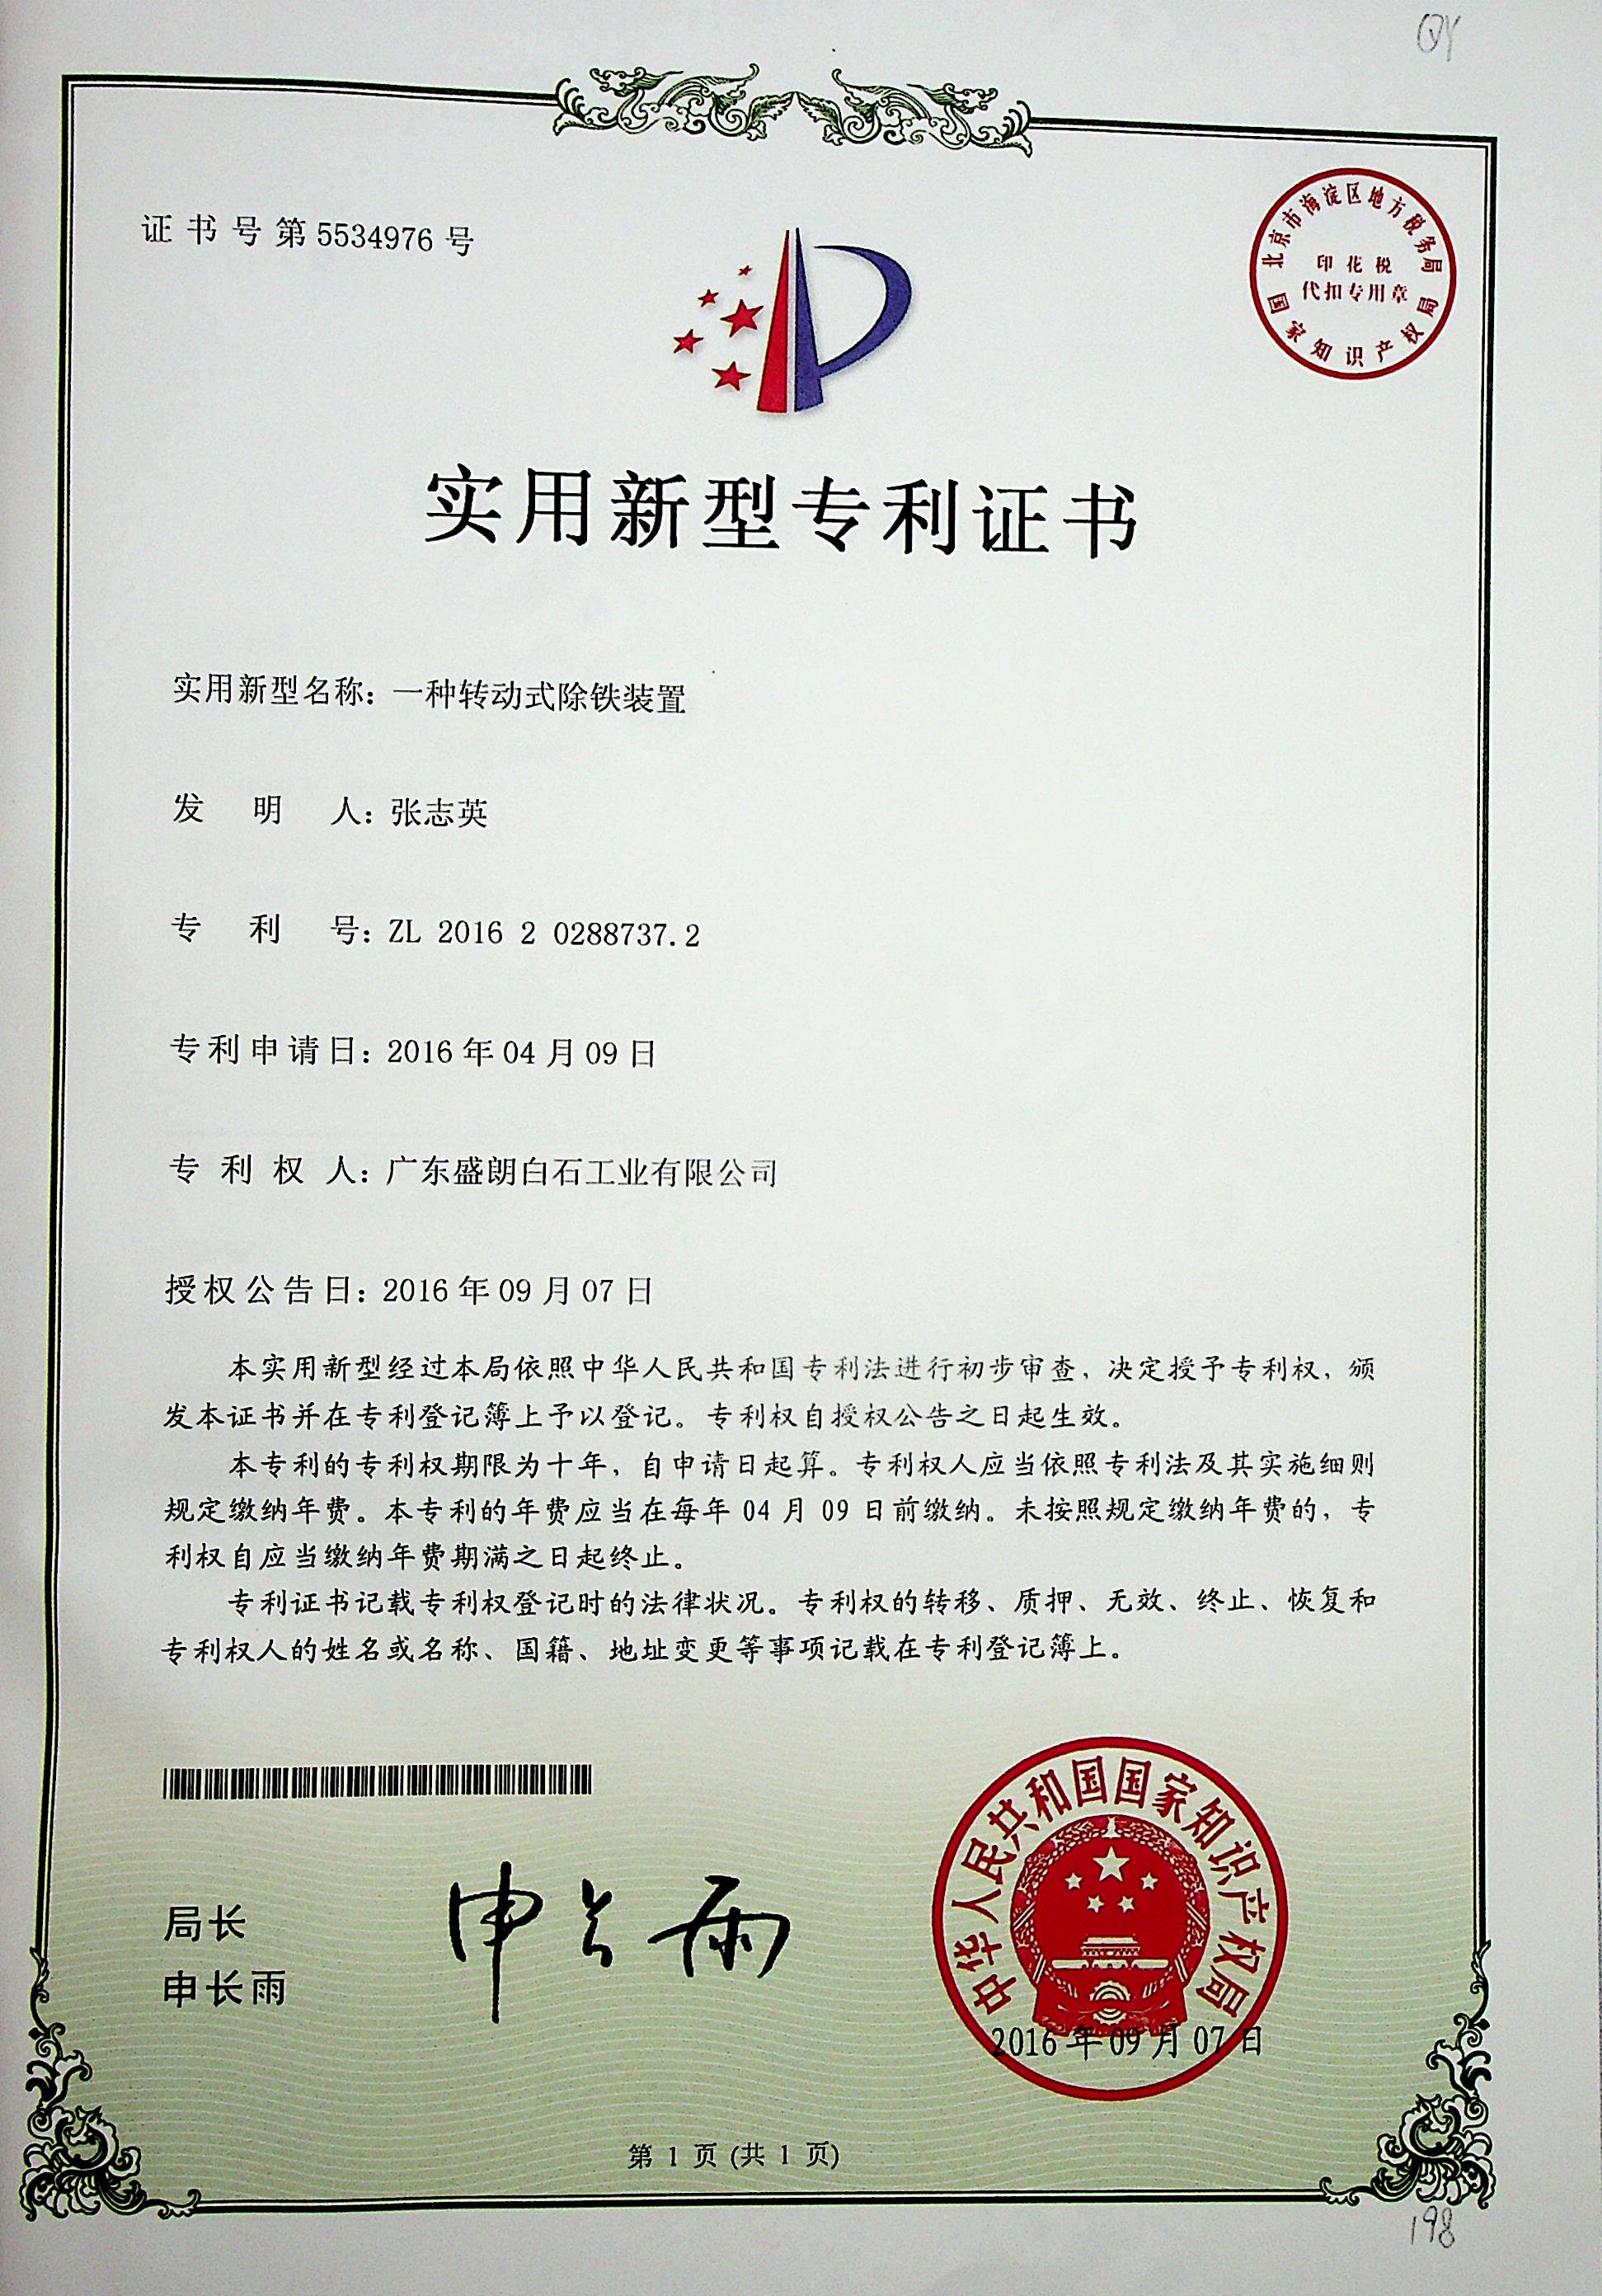 QY
证书号第5534976号
北京市海淀区地方税务局
印花税
代扣专用章
国家知识产权局
实用新型专利证书
实用新型名称：一种转动式除铁装置
发明人：张志英
专利号：ZL 2016 2 0288737.2
专利申请日：2016年04月09日
专利权人：广东盛朗白石工业有限公司
授权公告日：2016年09月07日
本实用新型经过本局依照中华人民共和国专利法进行初步审查，决定授予专利权，颁
发本证书并在专利登记簿上予以登记。专利权自授权公告之日起生效。
本专利的专利权期限为十年，自申请日起算。专利权人应当依照专利法及其实施细则
规定缴纳年费。本专利的年费应当在每年 04 月 09 日前缴纳。未按照规定缴纳年费的，专
利权自应当缴纳年费期满之日起终止。
专利证书记载专利权登记时的法律状况。专利权的转移、质押、无效、终止、恢复和
专利权人的姓名或名称、国籍、地址变更等事项记载在专利登记簿上。
局长
申长雨
申长雨
中华人民共和国国家知识产权局
2016年09月07日
第 1 页 (共 1 页)
198